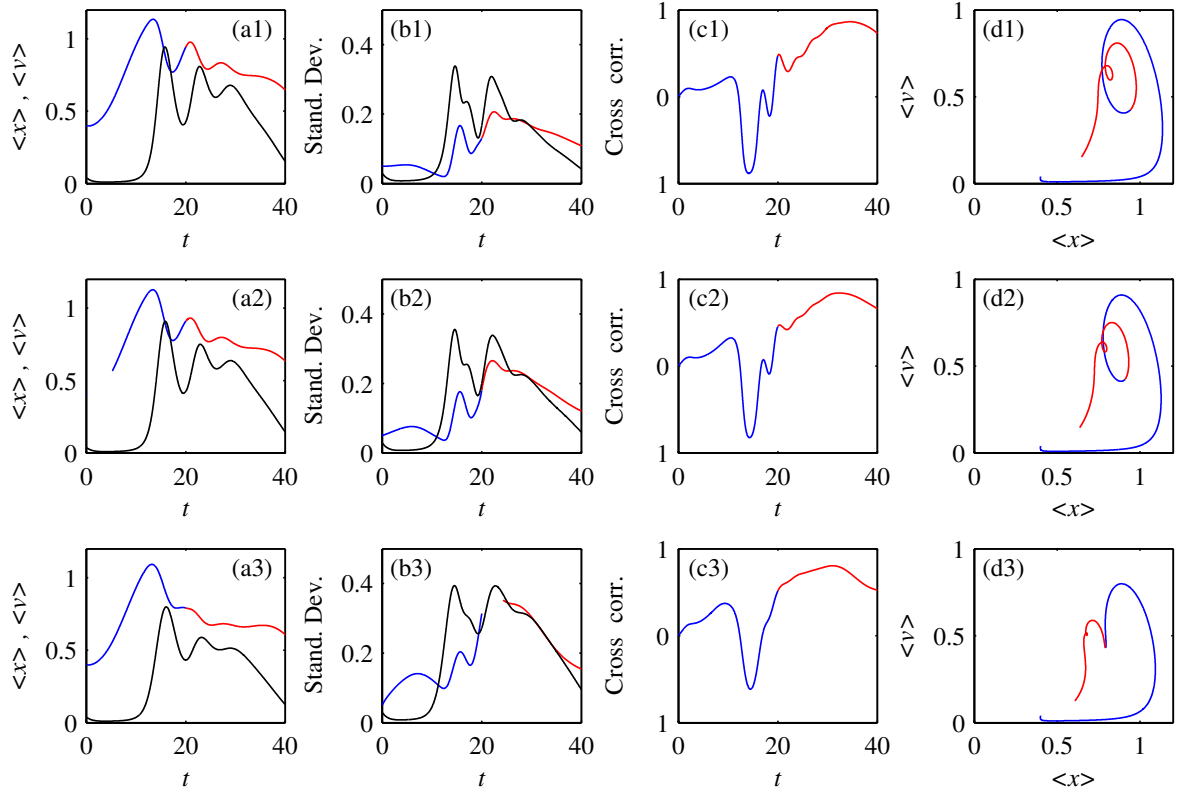 (a1) (b1) (c1) (d1)
<x> , <v>
1
0.5
0
0 20 40
t
Stand. Dev.
0.4
0.2
0
0 20 40
t
Cross corr.
1
0
1
0 20 40
t
<v>
1
0.5
0
0 0.5 1
<x>
(a2) (b2) (c2) (d2)
<x> , <v>
1
0.5
0
0 20 40
t
Stand. Dev.
0.4
0.2
0
0 20 40
t
Cross corr.
1
0
1
0 20 40
t
<v>
1
0.5
0
0 0.5 1
<x>
(a3) (b3) (c3) (d3)
<x> , <v>
1
0.5
0
0 20 40
t
Stand. Dev.
0.4
0.2
0
0 20 40
t
Cross corr.
1
0
1
0 20 40
t
<v>
1
0.5
0
0 0.5 1
<x>